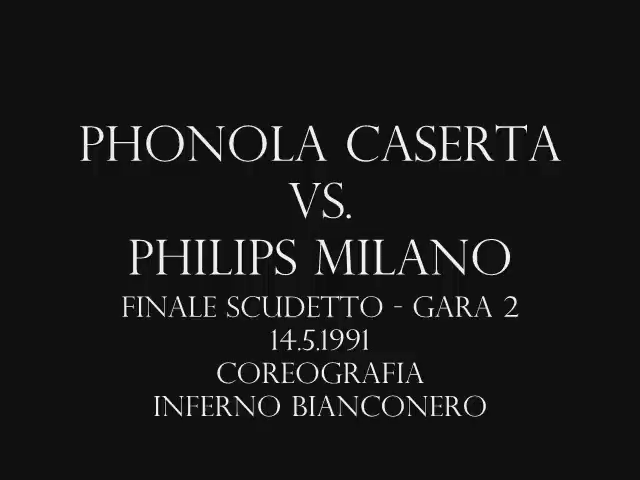 PHONOLA CASERTA
VS.
PHILIPS MILANO
FINALE SCUDETTO - GARA 2
14.5.1991
COREOGRAFIA
INFERNO BIANCONERO